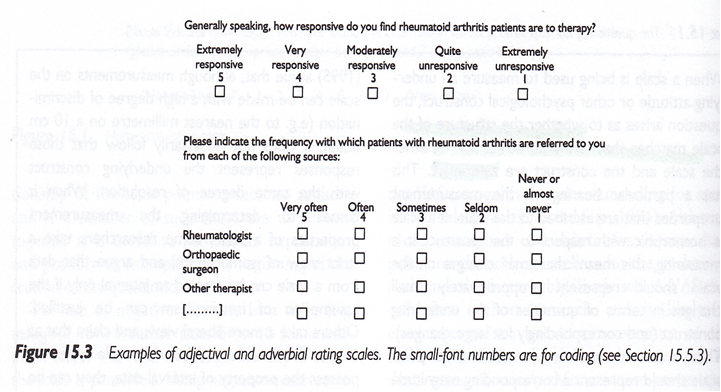 Generally speaking, how responsive do you find rheumatoid arthritis patients are to therapy?
Extremely responsive 5 Very responsive 4 Moderately responsive 3 Quite unresponsive 2 Extremely unresponsive 1
Please indicate the frequency with which patients with rheumatoid arthritis are referred to you
from each of the following sources:
Very often 5 Often 4 Sometimes 3 Seldom 2 Never or almost never 1
Rheumatologist
Orthopaedic
surgeon
Other therapist
[.........]
Figure 15.3 Examples of adjectival and adverbial rating scales. The small-font numbers are for coding (see Section 15.5.3).